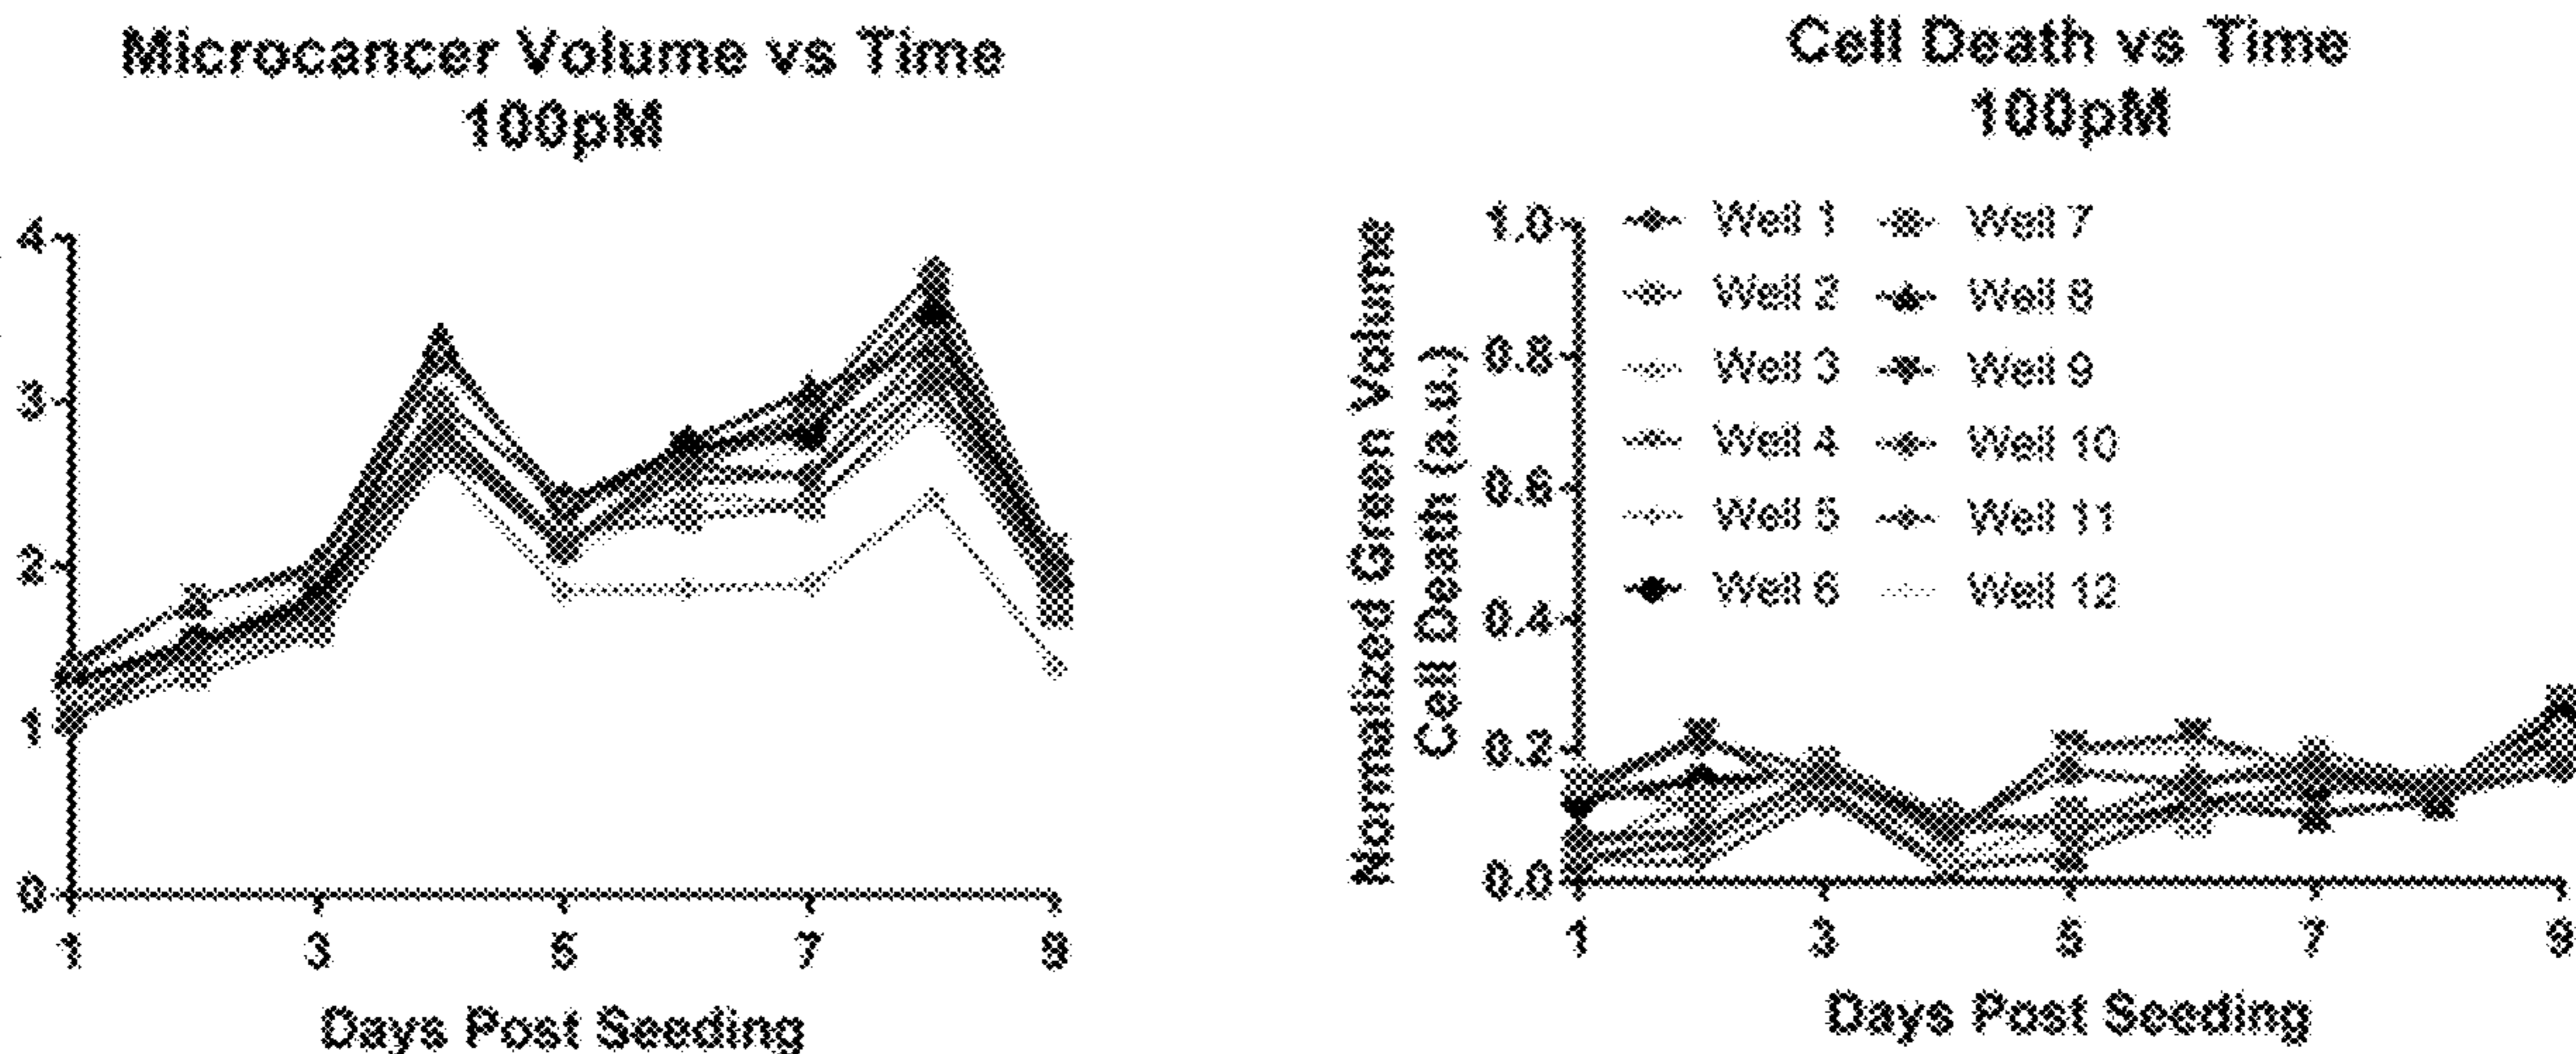 Microcancer Volume vs Time
100pM
4
3
2
1
0
1 3 5 7 9
Days Post Seeding
Cell Death vs Time
100pM
Normalized Green Volume
Cell Death (a.u.)
1.0
0.8
0.6
0.4
0.2
0.0
Well 1 Well 7
Well 2 Well 8
Well 3 Well 9
Well 4 Well 10
Well 5 Well 11
Well 6 Well 12
1 3 5 7 9
Days Post Seeding